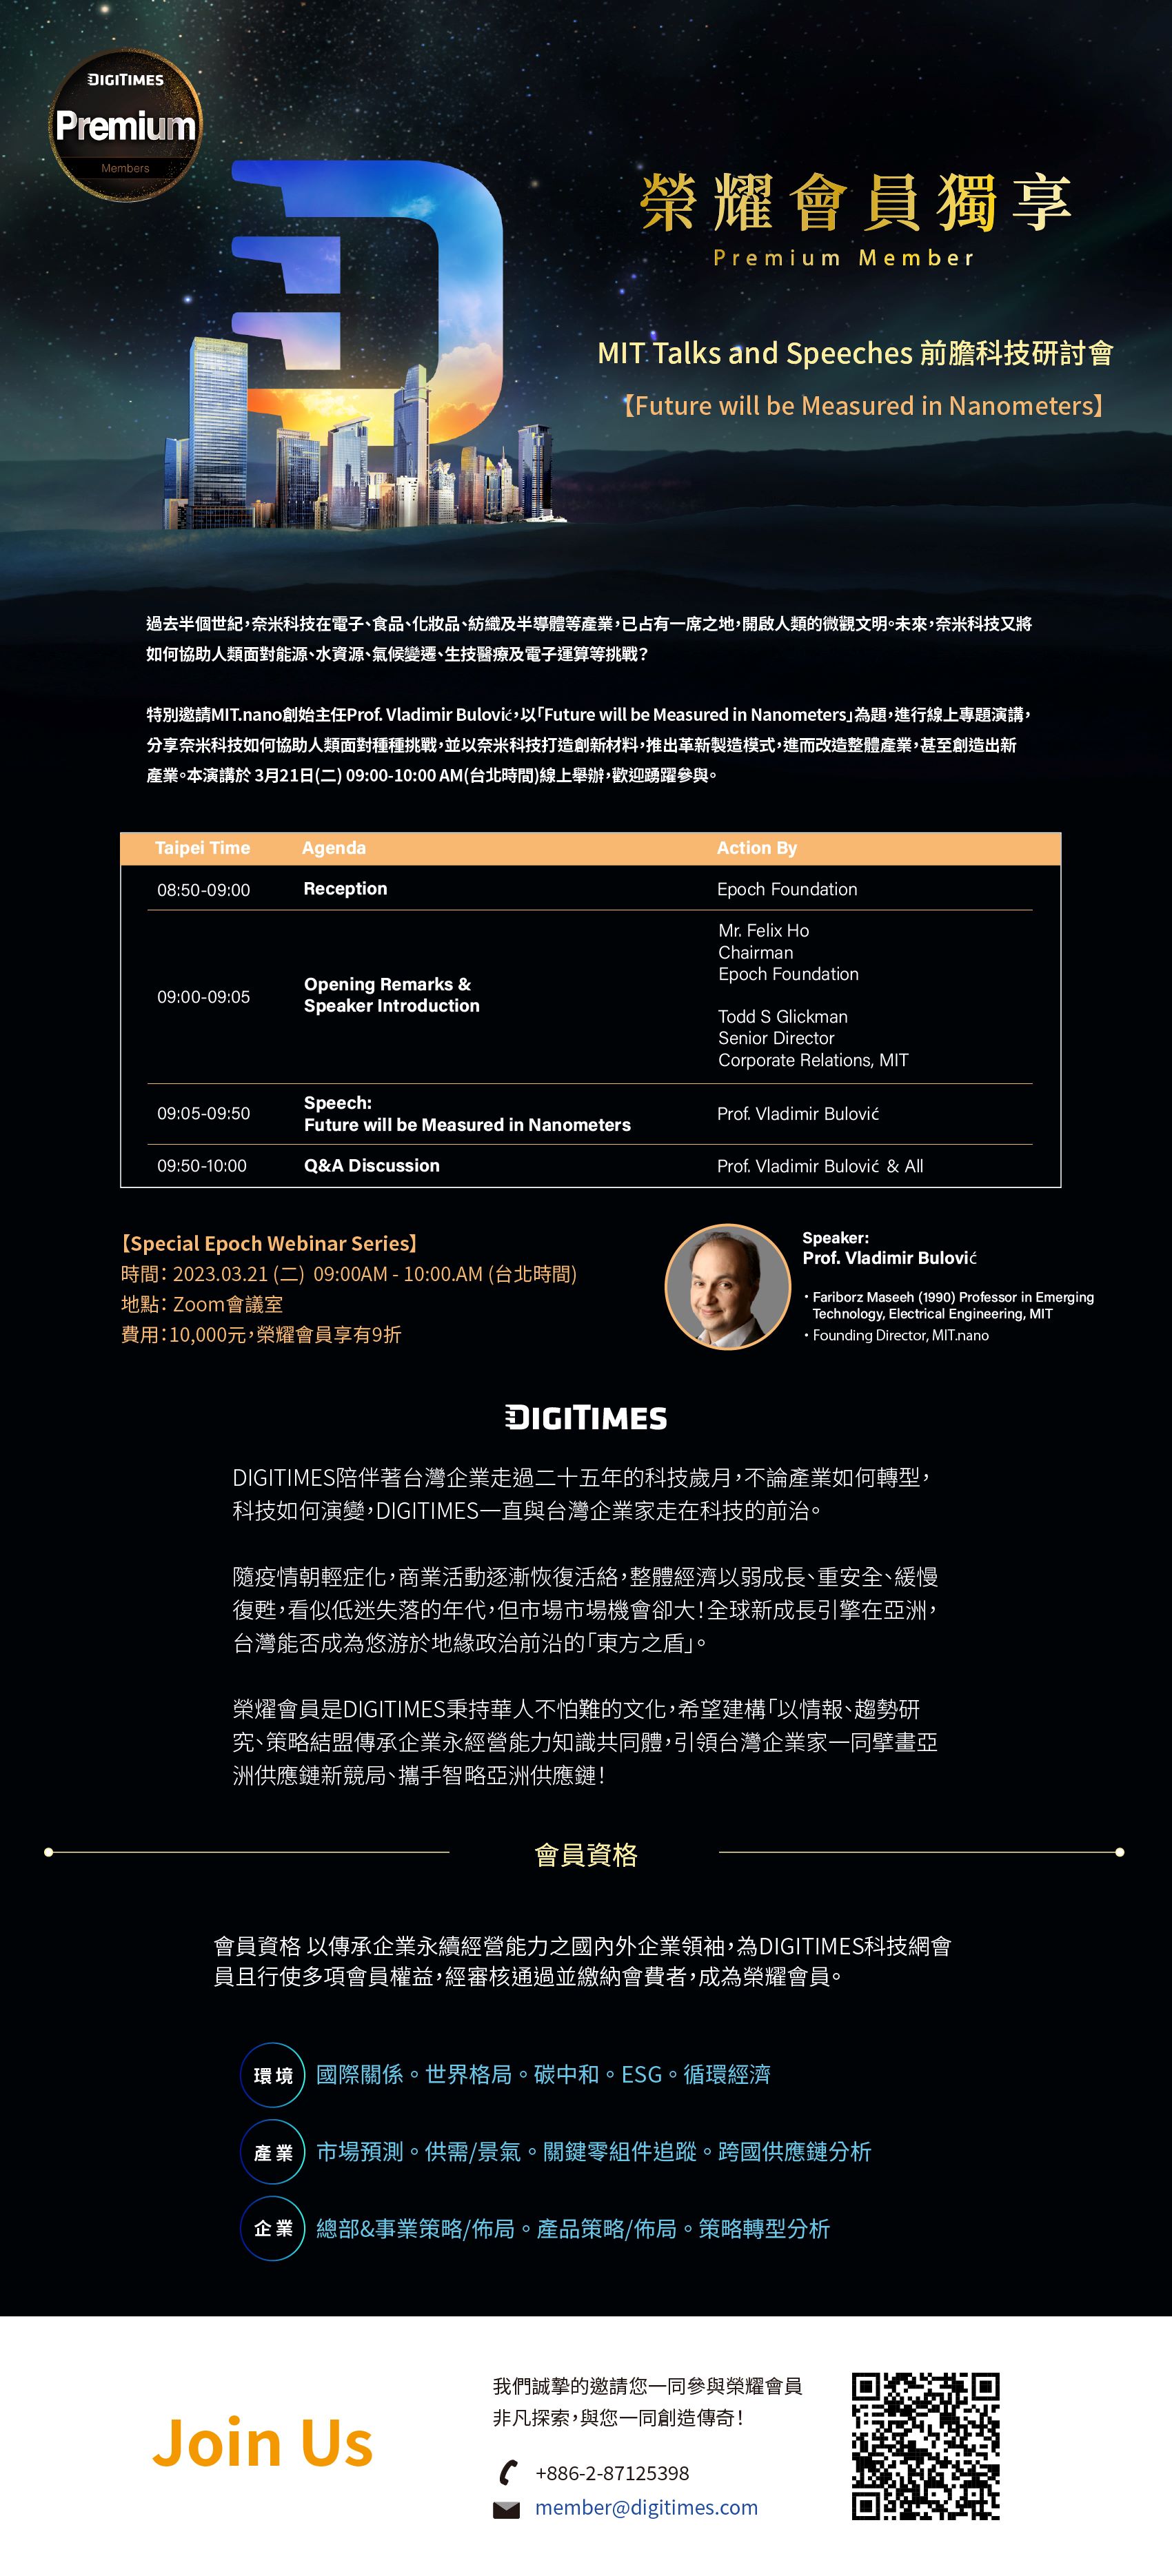 DIGITIMES
Premium
Members
榮耀會員獨享
Premium Member
MIT Talks and Speeches 前膽科技研討會
【Future will be Measured in Nanometers】
過去半個世紀,奈米科技在電子、食品、化妝品、紡織及半導體等產業,已占有一席之地,開啟人類的微觀文明。未來,奈米科技又將
如何協助人類面對能源、水資源、氣候變遷、生技醫療及電子運算等挑戰?
特別邀請MIT.nano創始主任Prof. Vladimir Bulović,以「Future will be Measured in Nanometers」為題,進行線上專題演講,
分享奈米科技如何協助人類面對種種挑戰,並以奈米科技打造創新材料,推出革新製造模式,進而改造整體產業,甚至創造出新
產業。本演講於 3月21日(二) 09:00-10:00 AM(台北時間)線上舉辦,歡迎踴躍參與。
Taipei Time Agenda Action By
08:50-09:00 Reception Epoch Foundation
Mr. Felix Ho
Chairman
Epoch Foundation
09:00-09:05 Opening Remarks &
Speaker Introduction
Todd S Glickman
Senior Director
Corporate Relations, MIT
09:05-09:50 Speech:
Future will be Measured in Nanometers
Prof. Vladimir Bulović
09:50-10:00 Q&A Discussion Prof. Vladimir Bulović & All
【Special Epoch Webinar Series】
時間: 2023.03.21 (二) 09:00AM - 10:00.AM (台北時間)
地點: Zoom會議室
費用:10,000元,榮耀會員享有9折
Speaker:
Prof. Vladimir Bulović
・Fariborz Maseeh (1990) Professor in Emerging
Technology, Electrical Engineering, MIT
・Founding Director, MIT.nano
DIGITIMES
DIGITIMES陪伴著台灣企業走過二十五年的科技歲月,不論產業如何轉型,
科技如何演變,DIGITIMES一直與台灣企業家走在科技的前治。
隨疫情朝輕症化,商業活動逐漸恢復活絡,整體經濟以弱成長、重安全、緩慢
復甦,看似低迷失落的年代,但市場市場機會卻大!全球新成長引擎在亞洲,
台灣能否成為悠游於地緣政治前沿的「東方之盾」。
榮耀會員是DIGITIMES秉持華人不怕難的文化,希望建構「以情報、趨勢研
究、策略結盟傳承企業永經營能力知識共同體,引領台灣企業家一同擘畫亞
洲供應鏈新競局、攜手智略亞洲供應鏈!
會員資格
會員資格 以傳承企業永續經營能力之國內外企業領袖,為DIGITIMES科技網會
員且行使多項會員權益,經審核通過並繳納會費者,成為榮耀會員。
環境 國際關係。世界格局。碳中和。ESG。循環經濟
產業 市場預測。供需/景氣。關鍵零組件追蹤。跨國供應鏈分析
企業 總部&事業策略/佈局。產品策略/佈局。策略轉型分析
Join Us
我們誠摯的邀請您一同參與榮耀會員
非凡探索,與您一同創造傳奇!
+886-2-87125398
member@digitimes.com